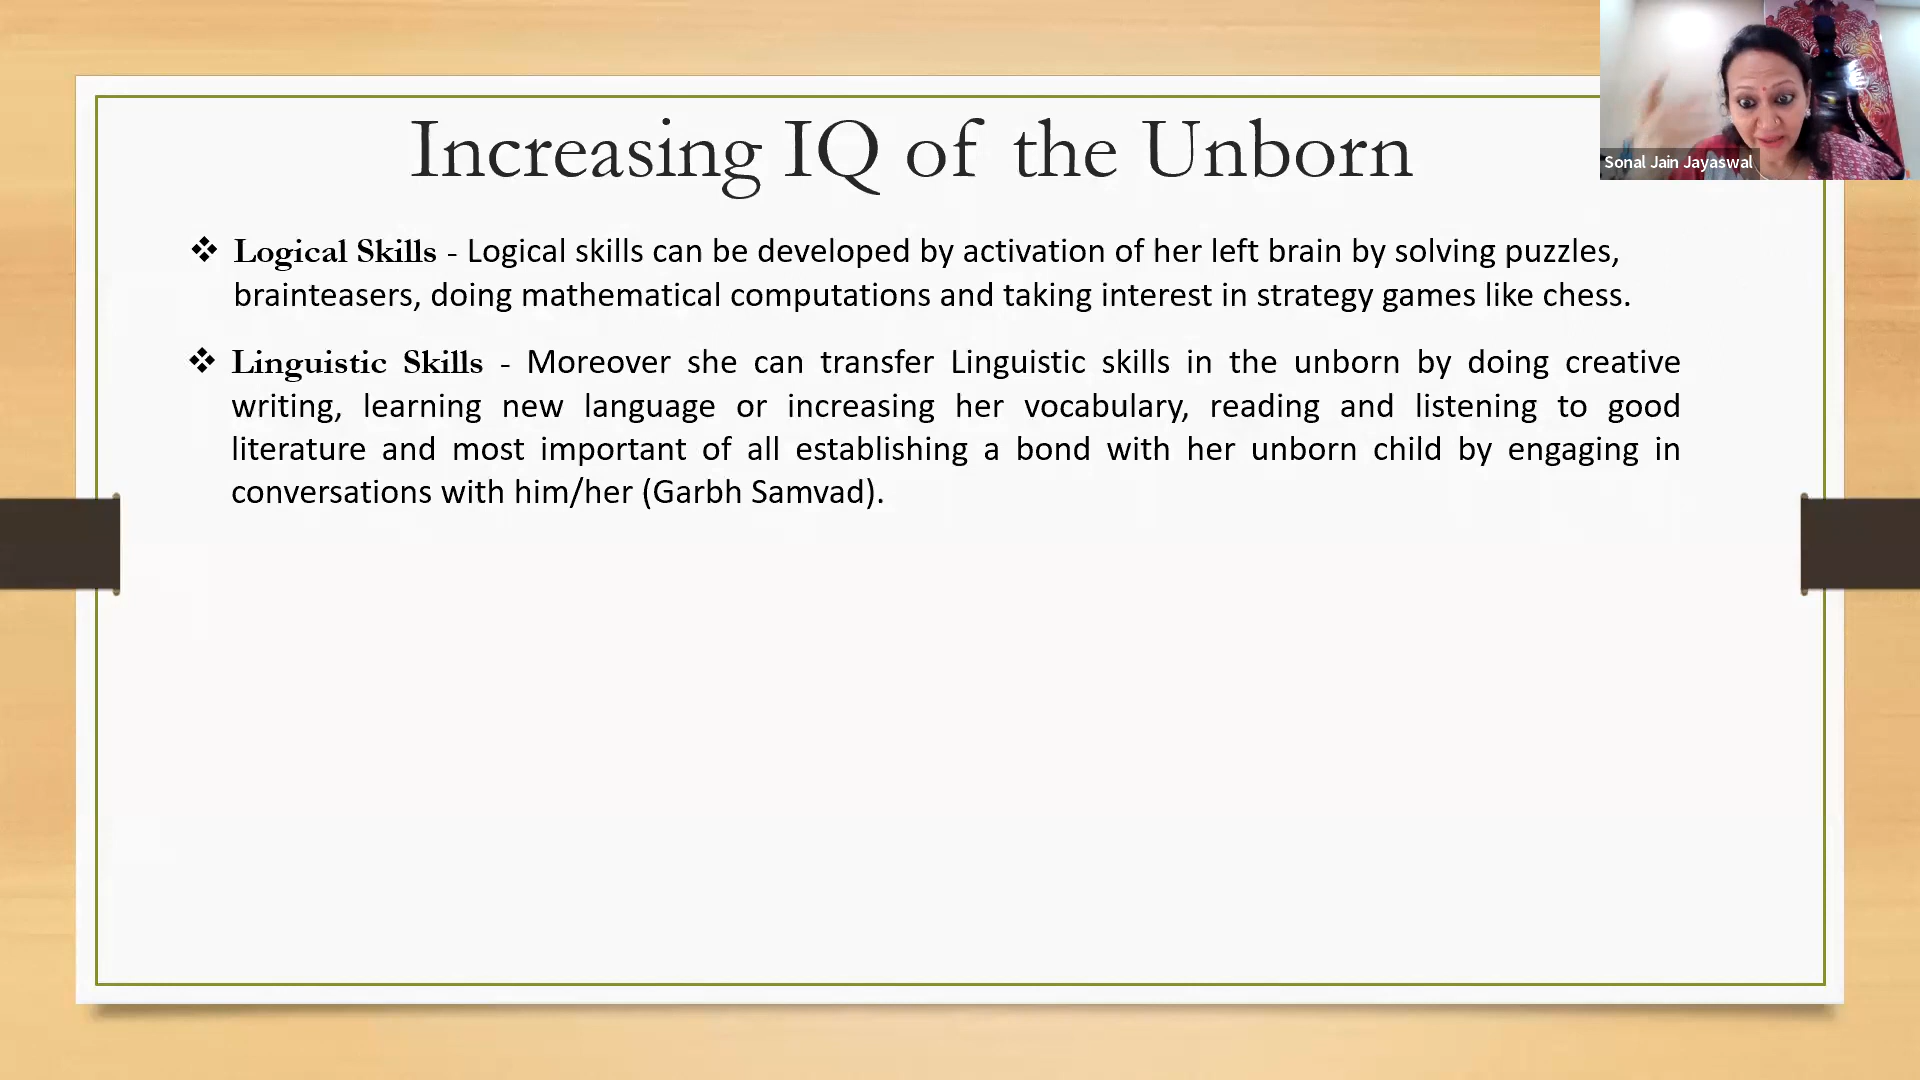 Increasing IQ of the Unborn
Sonal Jain Jayaswal
❖ Logical Skills - Logical skills can be developed by activation of her left brain by solving puzzles,
brainteasers, doing mathematical computations and taking interest in strategy games like chess.
❖ Linguistic Skills - Moreover she can transfer Linguistic skills in the unborn by doing creative
writing, learning new language or increasing her vocabulary, reading and listening to good
literature and most important of all establishing a bond with her unborn child by engaging in
conversations with him/her (Garbh Samvad).